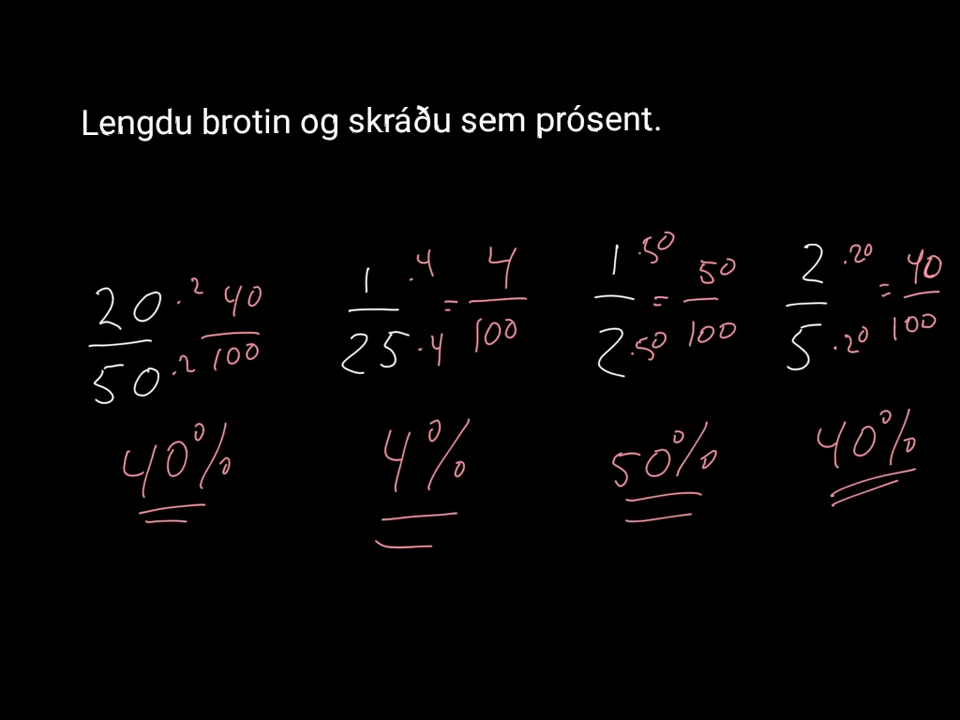 Lengdu brotin og skráðu sem prósent.
20 · 2 40
50 · 2 100
40%
1 · 4 = 4
25 · 4 100
4%
1 · 50 = 50
2 · 50 100
50%
2 · 20 = 40
5 · 20 100
40%